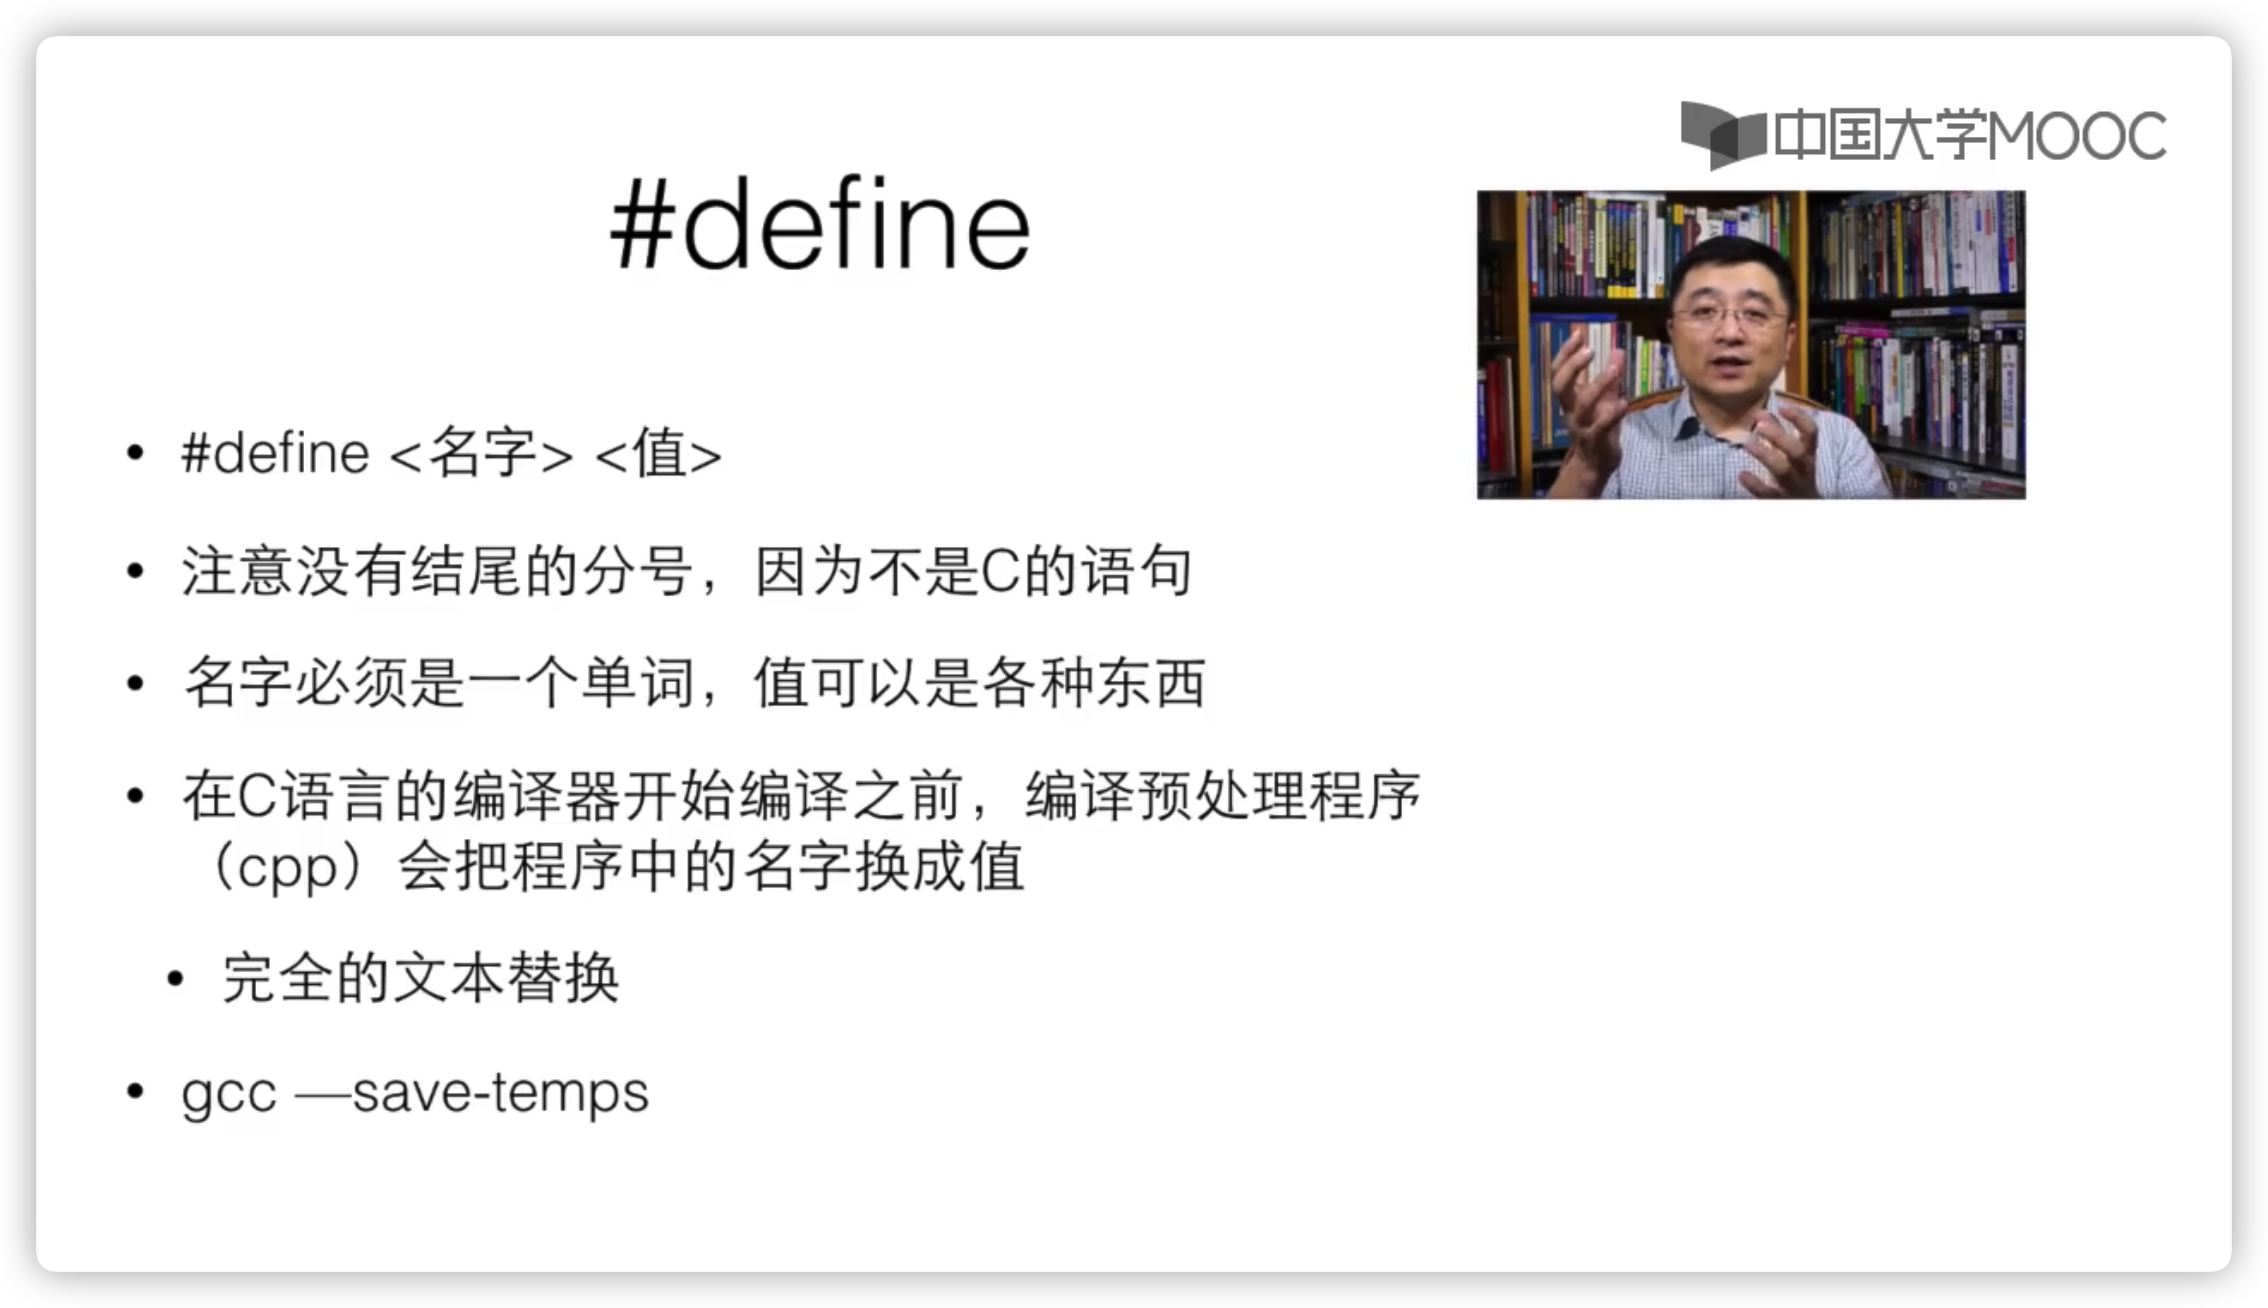 中国大学MOOC
#define
• #define <名字> <值>
• 注意没有结尾的分号，因为不是C的语句
• 名字必须是一个单词，值可以是各种东西
• 在C语言的编译器开始编译之前，编译预处理程序
（cpp）会把程序中的名字换成值
• 完全的文本替换
• gcc —save-temps